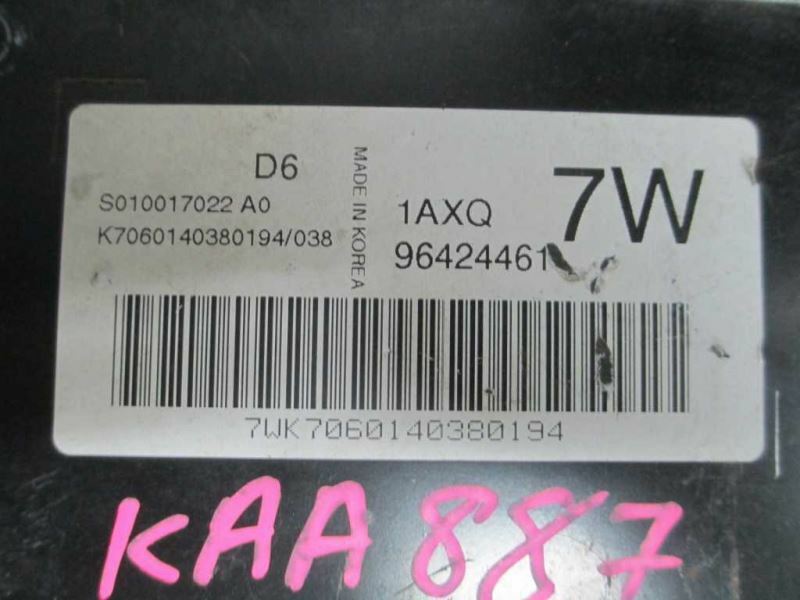 D6
S010017022 A0
K7060140380194/038
MADE IN KOREA
1AXQ
96424461
7W
7WK7060140380194
KAA887